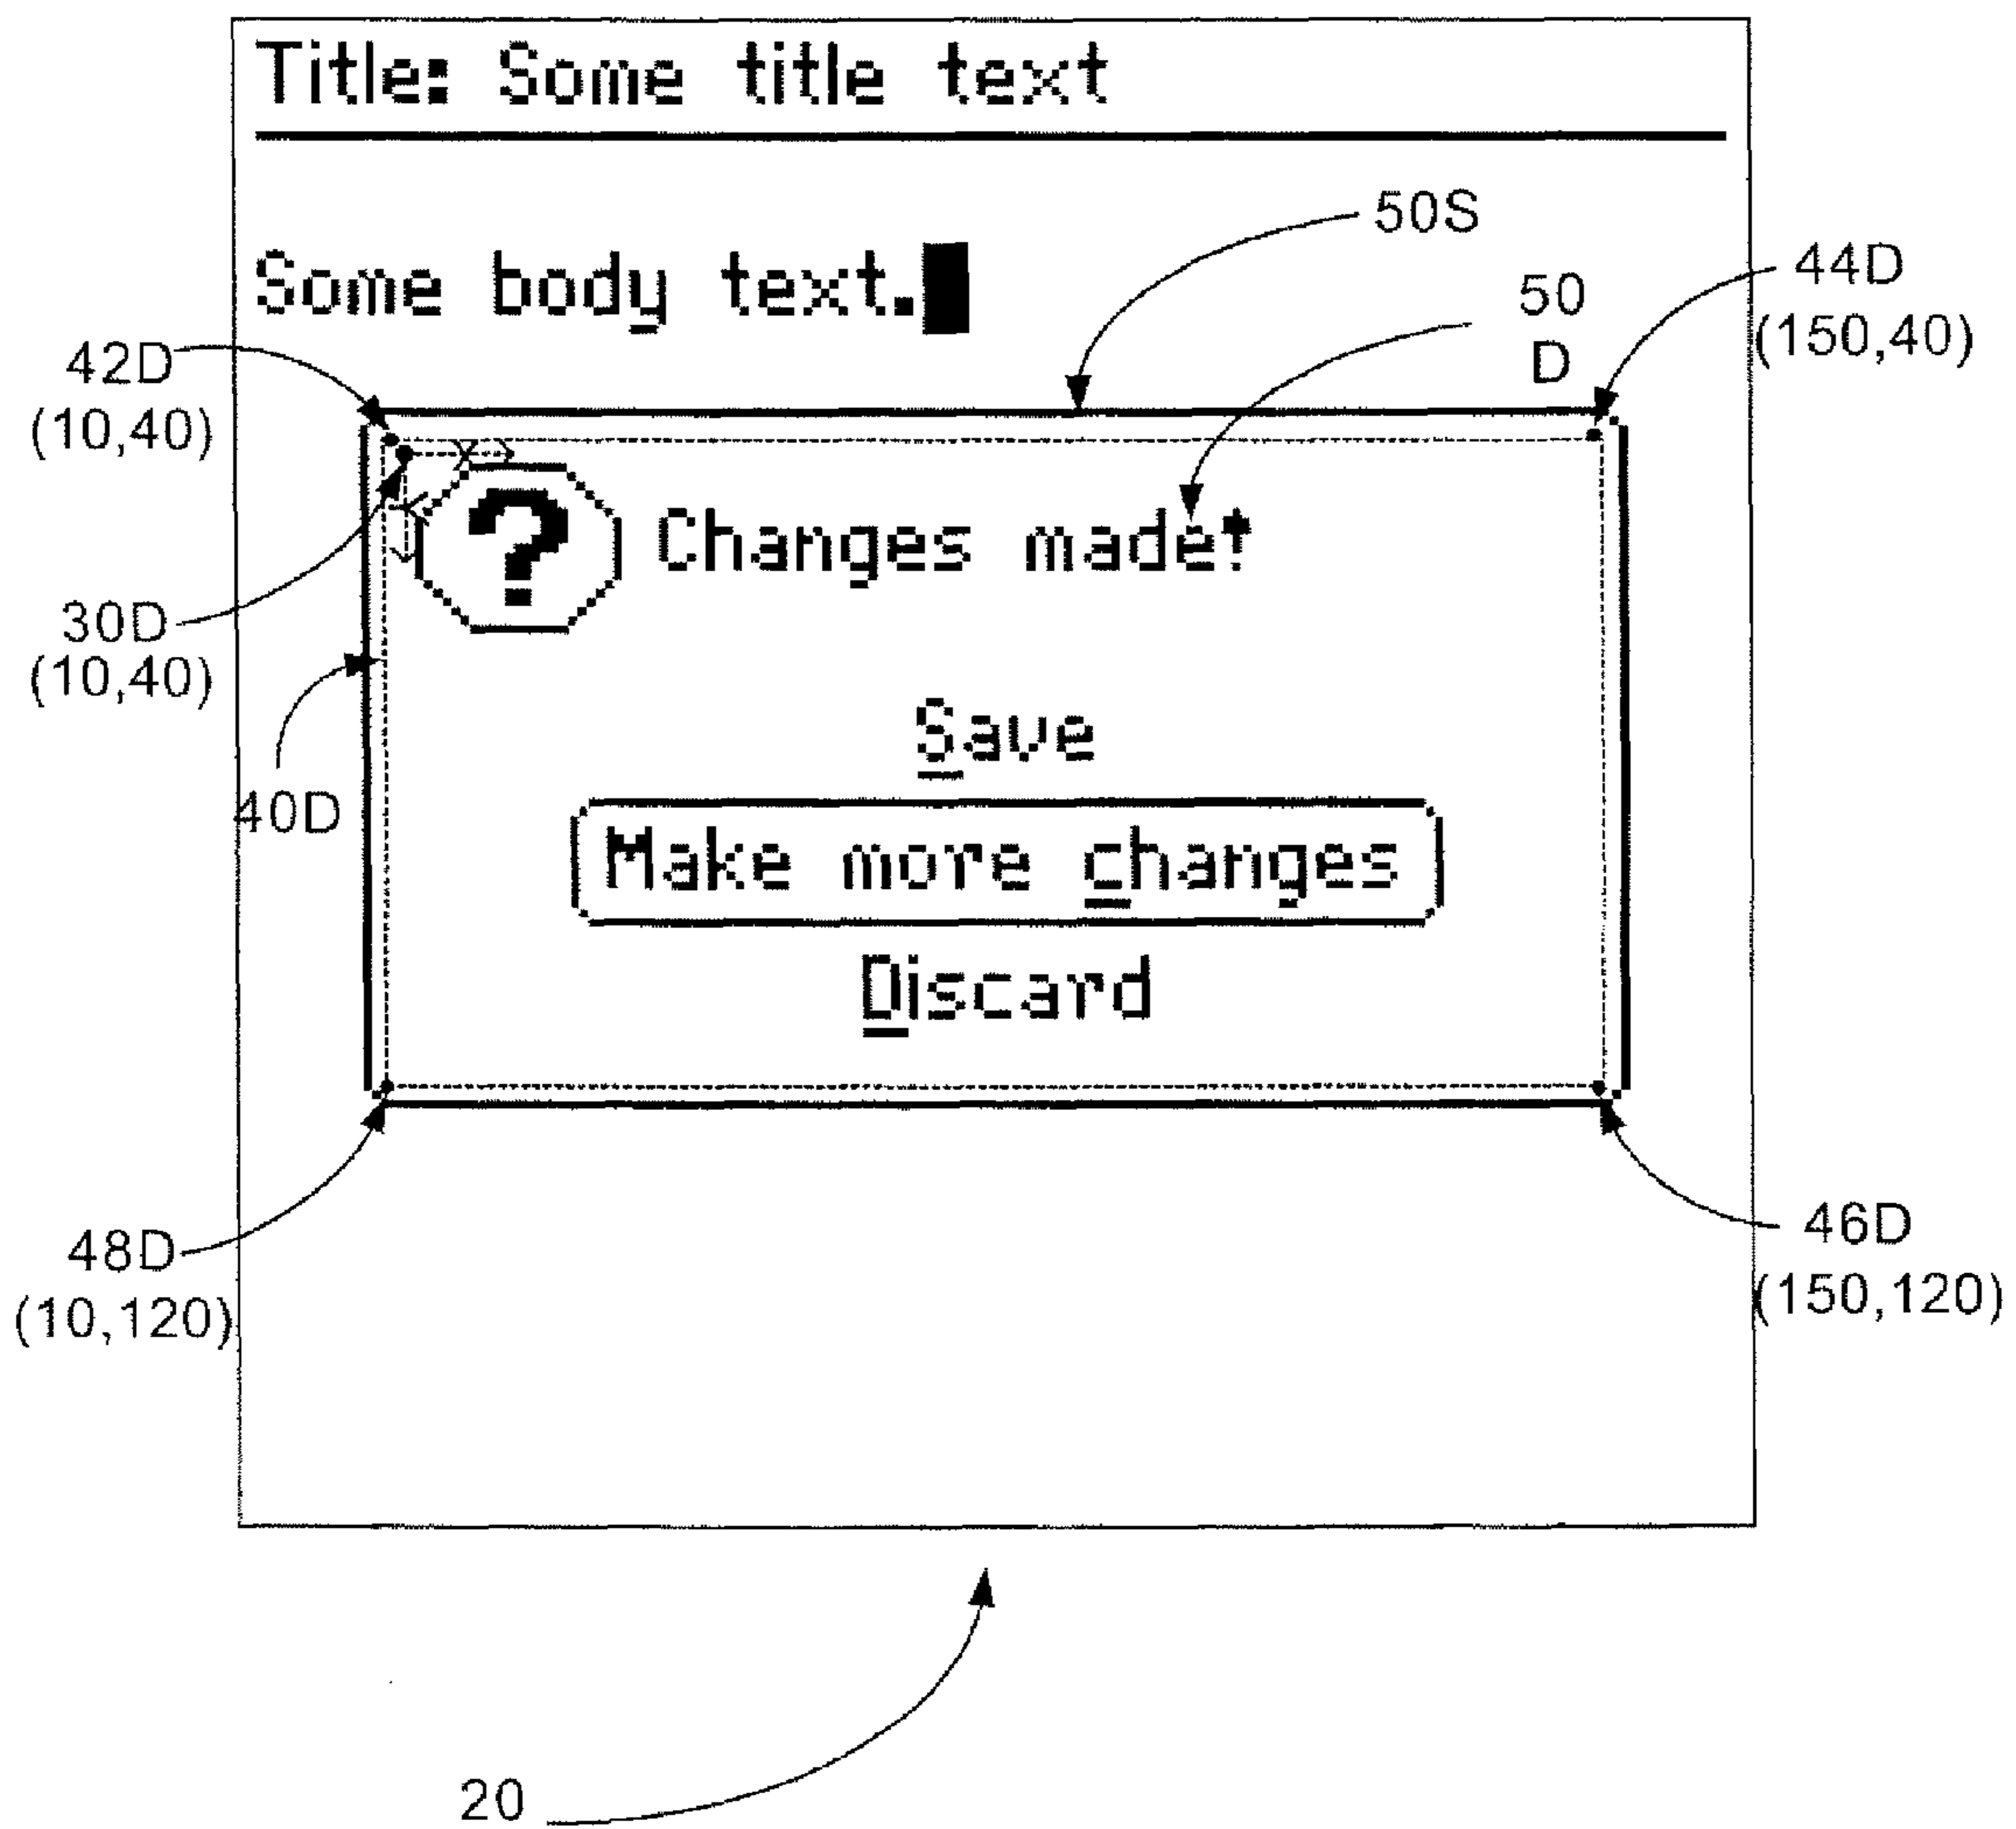 Title: Some title text
50S
44D
Some body text.
50
D
(150,40)
42D
(10,40)
? Changes made!
30D
(10,40)
Save
40D
Make more changes
Discard
48D
46D
(10,120)
(150,120)
20